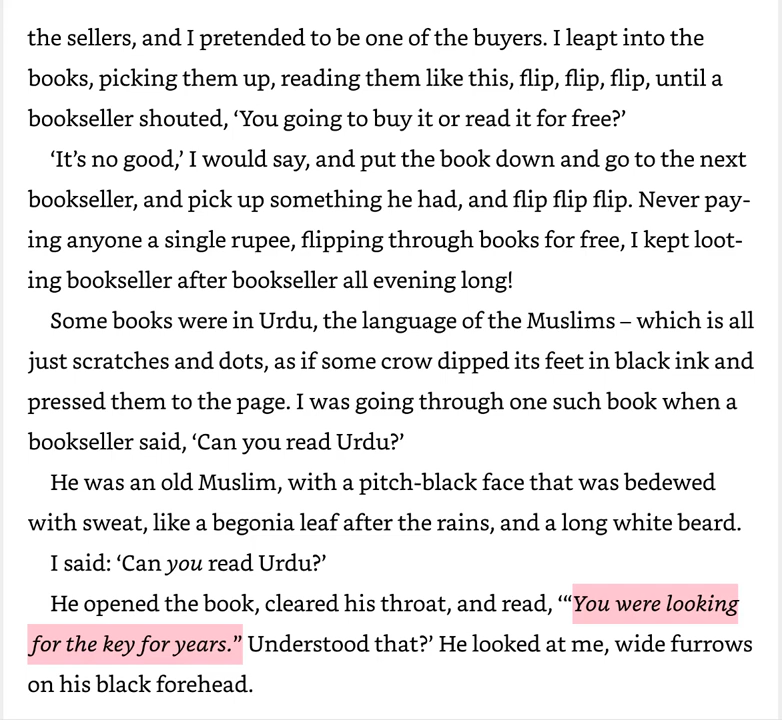 the sellers, and I pretended to be one of the buyers. I leapt into the
books, picking them up, reading them like this, flip, flip, flip, until a
bookseller shouted, ‘You going to buy it or read it for free?’
‘It’s no good,’ I would say, and put the book down and go to the next
bookseller, and pick up something he had, and flip flip flip. Never pay-
ing anyone a single rupee, flipping through books for free, I kept loot-
ing bookseller after bookseller all evening long!
Some books were in Urdu, the language of the Muslims – which is all
just scratches and dots, as if some crow dipped its feet in black ink and
pressed them to the page. I was going through one such book when a
bookseller said, ‘Can you read Urdu?’
He was an old Muslim, with a pitch-black face that was bedewed
with sweat, like a begonia leaf after the rains, and a long white beard.
I said: ‘Can you read Urdu?’
He opened the book, cleared his throat, and read, ‘“You were looking
for the key for years.” Understood that?’ He looked at me, wide furrows
on his black forehead.